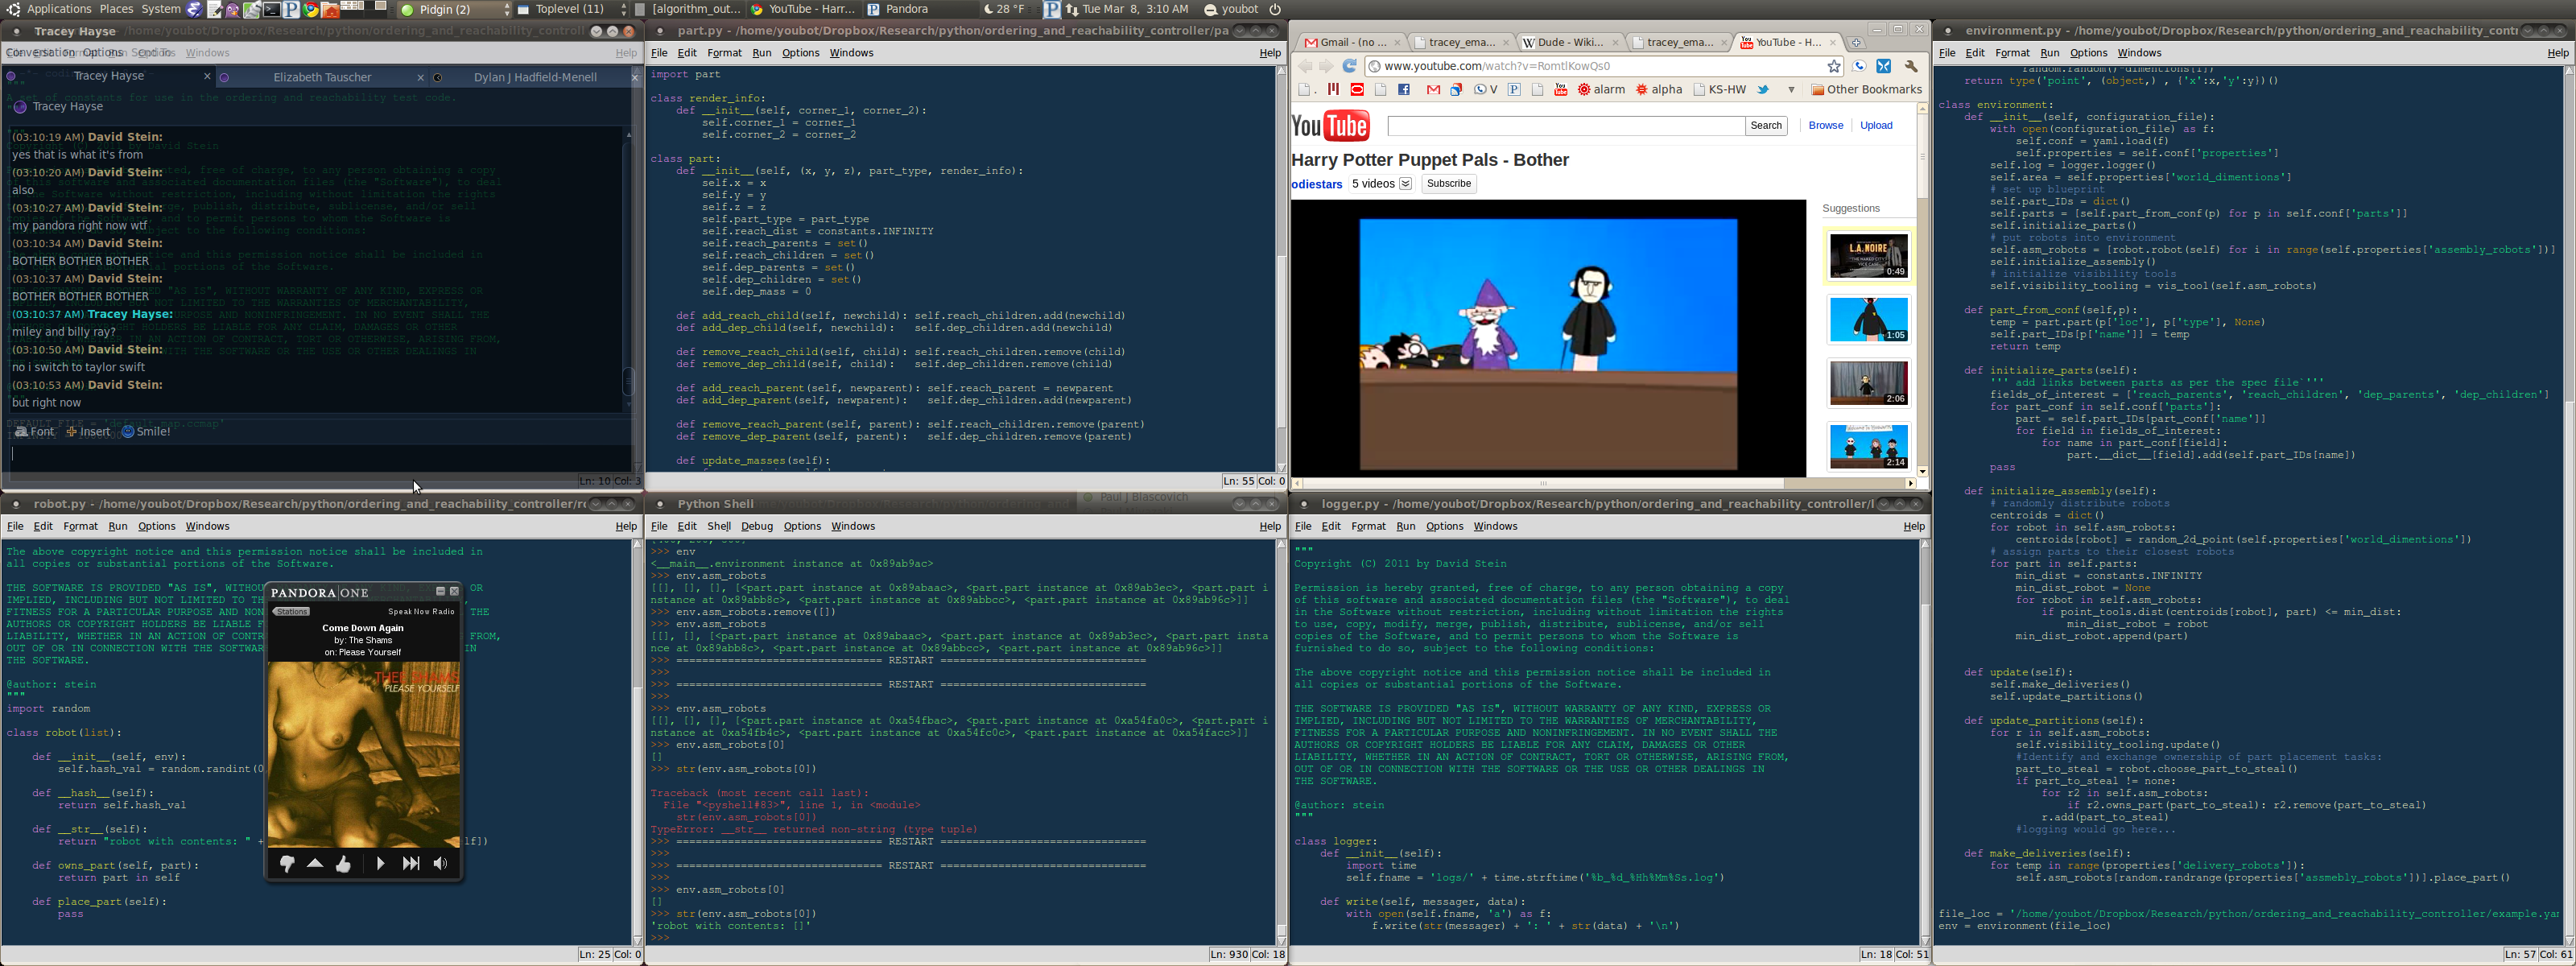 Applications Places System
Pidgin (2)
Toplevel (11)
[algorithm_out...
YouTube - Harr...
Pandora
28 °F
Tue Mar 8, 3:10 AM
youbot
Tracey Hayse
Conversation Options Send To
Tracey Hayse
Elizabeth Tauscher
Dylan J Hadfield-Menell
Tracey Hayse
(03:10:19 AM) David Stein:
yes that is what it's from
(03:10:20 AM) David Stein:
also
(03:10:27 AM) David Stein:
my pandora right now wtf
(03:10:34 AM) David Stein:
BOTHER BOTHER BOTHER
(03:10:37 AM) David Stein:
BOTHER BOTHER BOTHER
(03:10:37 AM) Tracey Hayse:
miley and billy ray?
(03:10:50 AM) David Stein:
no i switch to taylor swift
(03:10:53 AM) David Stein:
but right now
Font Insert Smile!
Ln: 10 Col: 3
part.py - /home/youbot/Dropbox/Research/python/ordering_and_reachability_controller/pa
File Edit Format Run Options Windows Help
import part
class render_info:
def __init__(self, corner_1, corner_2):
self.corner_1 = corner_1
self.corner_2 = corner_2
class part:
def __init__(self, (x, y, z), part_type, render_info):
self.x = x
self.y = y
self.z = z
self.part_type = part_type
self.reach_dist = constants.INFINITY
self.reach_parents = set()
self.reach_children = set()
self.dep_parents = set()
self.dep_children = set()
self.dep_mass = 0
def add_reach_child(self, newchild): self.reach_children.add(newchild)
def add_dep_child(self, newchild): self.dep_children.add(newchild)
def remove_reach_child(self, child): self.reach_children.remove(child)
def remove_dep_child(self, child): self.dep_children.remove(child)
def add_reach_parent(self, newparent): self.reach_parent = newparent
def add_dep_parent(self, newparent): self.dep_children.add(newparent)
def remove_reach_parent(self, parent): self.reach_children.remove(parent)
def remove_dep_parent(self, parent): self.dep_children.remove(parent)
def update_masses(self):
Ln: 55 Col: 0
Gmail - (no ...
tracey_ema...
Dude - Wiki...
tracey_ema...
YouTube - H...
www.youtube.com/watch?v=RomtlKowQs0
V
alarm
alpha
KS-HW
Other Bookmarks
YouTube
Search
Browse
Upload
Harry Potter Puppet Pals - Bother
odiestars 5 videos Subscribe
Suggestions
L.A. NOIRE
0:49
1:05
2:06
2:14
environment.py - /home/youbot/Dropbox/Research/python/ordering_and_reachability_contr
File Edit Format Run Options Windows Help
random.random()*dimentions[1])
return type('point', (object,) , {'x':x,'y':y})()
class environment:
def __init__(self, configuration_file):
with open(configuration_file) as f:
self.conf = yaml.load(f)
self.properties = self.conf['properties']
self.log = logger.logger()
self.area = self.properties['world_dimentions']
# set up blueprint
self.part_IDs = dict()
self.parts = [self.part_from_conf(p) for p in self.conf['parts']]
self.initialize_parts()
# put robots into environment
self.asm_robots = [robot.robot(self) for i in range(self.properties['assembly_robots'])]
self.initialize_assembly()
# initialize visibility tools
self.visibility_tooling = vis_tool(self.asm_robots)
def part_from_conf(self,p):
temp = part.part(p['loc'], p['type'], None)
self.part_IDs[p['name']] = temp
return temp
def initialize_parts(self):
''' add links between parts as per the spec file'''
fields_of_interest = ['reach_parents', 'reach_children', 'dep_parents', 'dep_children']
for part_conf in self.conf['parts']:
part = self.part_IDs[part_conf['name']]
for field in fields_of_interest:
for name in part_conf[field]:
part.__dict__[field].add(self.part_IDs[name])
pass
def initialize_assembly(self):
# randomly distribute robots
centroids = dict()
for robot in self.asm_robots:
centroids[robot] = random_2d_point(self.properties['world_dimentions'])
# assign parts to their closest robots
for part in self.parts:
min_dist = constants.INFINITY
min_dist_robot = None
for robot in self.asm_robots:
if point_tools.dist(centroids[robot], part) <= min_dist:
min_dist_robot = robot
min_dist_robot.append(part)
def update(self):
self.make_deliveries()
self.update_partitions()
def update_partitions(self):
for r in self.asm_robots:
self.visibility_tooling.update()
#Identify and exchange ownership of part placement tasks:
part_to_steal = robot.choose_part_to_steal()
if part_to_steal != none:
for r2 in self.asm_robots:
if r2.owns_part(part_to_steal): r2.remove(part_to_steal)
r.add(part_to_steal)
#logging would go here...
def make_deliveries(self):
for temp in range(properties['delivery_robots']):
self.asm_robots[random.randrange(properties['assmebly_robots'])].place_part()
file_loc = '/home/youbot/Dropbox/Research/python/ordering_and_reachability_controller/example.yam
env = environment(file_loc)
Ln: 57 Col: 61
robot.py - /home/youbot/Dropbox/Research/python/ordering_and_reachability_controller/ro
File Edit Format Run Options Windows Help
The above copyright notice and this permission notice shall be included in
all copies or substantial portions of the Software.
THE SOFTWARE IS PROVIDED "AS IS", WITHOU OR
IMPLIED, INCLUDING BUT NOT LIMITED TO TH
FITNESS FOR A PARTICULAR PURPOSE AND NON THE
AUTHORS OR COPYRIGHT HOLDERS BE LIABLE F
LIABILITY, WHETHER IN AN ACTION OF CONTR FROM,
OUT OF OR IN CONNECTION WITH THE SOFTWAR IN
THE SOFTWARE.
@author: stein
"""
import random
class robot(list):
def __init__(self, env):
self.hash_val = random.randint(0
def __hash__(self):
return self.hash_val
def __str__(self):
return "robot with contents: " + lf])
def owns_part(self, part):
return part in self
def place_part(self):
pass
Ln: 25 Col: 0
PANDORA ONE
Stations
Speak Now Radio
Come Down Again
by: The Shams
on: Please Yourself
THEE SHAMS
PLEASE YOURSELF
Python Shell
Paul J Blascovich
File Edit Shell Debug Options Windows Help
>>> env
<__main__.environment instance at 0x89ab9ac>
>>> env.asm_robots
[[], [], [<part.part instance at 0x89abaac>, <part.part instance at 0x89ab3ec>, <part.part i
nstance at 0x89abb8c>, <part.part instance at 0x89abbcc>, <part.part instance at 0x89ab96c>]]
>>> env.asm_robots.remove([])
>>> env.asm_robots
[[], [], [<part.part instance at 0x89abaac>, <part.part instance at 0x89ab3ec>, <part.part insta
nce at 0x89abb8c>, <part.part instance at 0x89abbcc>, <part.part instance at 0x89ab96c>]]
>>> ================================ RESTART ================================
>>>
>>> ================================ RESTART ================================
>>>
>>> env.asm_robots
[[], [], [], [<part.part instance at 0xa54fbac>, <part.part instance at 0xa54fa0c>, <part.part i
nstance at 0xa54fb4c>, <part.part instance at 0xa54fc0c>, <part.part instance at 0xa54facc>]]
>>> env.asm_robots[0]
[]
>>> str(env.asm_robots[0])
Traceback (most recent call last):
File "<pyshell#83>", line 1, in <module>
str(env.asm_robots[0])
TypeError: __str__ returned non-string (type tuple)
>>> ================================ RESTART ================================
>>>
>>> ================================ RESTART ================================
>>>
>>> env.asm_robots[0]
[]
>>> str(env.asm_robots[0])
'robot with contents: []'
>>>
Ln: 930 Col: 18
logger.py - /home/youbot/Dropbox/Research/python/ordering_and_reachability_controller/l
File Edit Format Run Options Windows Help
"""
Copyright (C) 2011 by David Stein
Permission is hereby granted, free of charge, to any person obtaining a copy
of this software and associated documentation files (the "Software"), to deal
in the Software without restriction, including without limitation the rights
to use, copy, modify, merge, publish, distribute, sublicense, and/or sell
copies of the Software, and to permit persons to whom the Software is
furnished to do so, subject to the following conditions:
The above copyright notice and this permission notice shall be included in
all copies or substantial portions of the Software.
THE SOFTWARE IS PROVIDED "AS IS", WITHOUT WARRANTY OF ANY KIND, EXPRESS OR
IMPLIED, INCLUDING BUT NOT LIMITED TO THE WARRANTIES OF MERCHANTABILITY,
FITNESS FOR A PARTICULAR PURPOSE AND NONINFRINGEMENT. IN NO EVENT SHALL THE
AUTHORS OR COPYRIGHT HOLDERS BE LIABLE FOR ANY CLAIM, DAMAGES OR OTHER
LIABILITY, WHETHER IN AN ACTION OF CONTRACT, TORT OR OTHERWISE, ARISING FROM,
OUT OF OR IN CONNECTION WITH THE SOFTWARE OR THE USE OR OTHER DEALINGS IN
THE SOFTWARE.
@author: stein
"""
class logger:
def __init__(self):
import time
self.fname = 'logs/' + time.strftime('%b_%d_%Hh%Mm%Ss.log')
def write(self, messager, data):
with open(self.fname, 'a') as f:
f.write(str(messager) + ': ' + str(data) + '\n')
Ln: 18 Col: 51